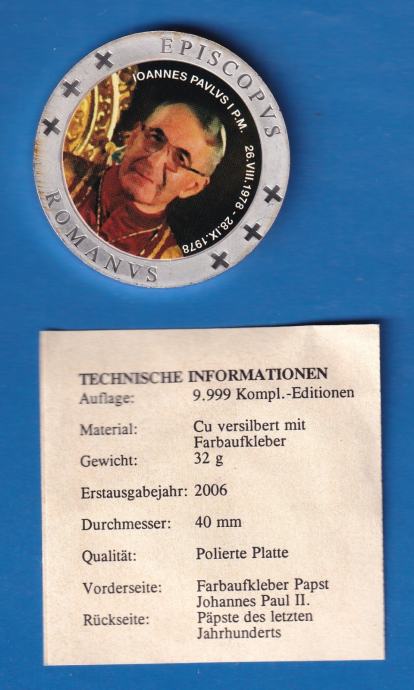 EPISCOPVS
IOANNES PAVLVS I P.M. 26.VIII.1978 - 28.IX.1978
ROMANVS
TECHNISCHE INFORMATIONEN
Auflage: 9.999 Kompl.-Editionen
Material: Cu versilbert mit
Farbaufkleber
Gewicht: 32 g
Erstausgabejahr: 2006
Durchmesser: 40 mm
Qualität: Polierte Platte
Vorderseite: Farbaufkleber Papst
Johannes Paul II.
Rückseite: Päpste des letzten
Jahrhunderts